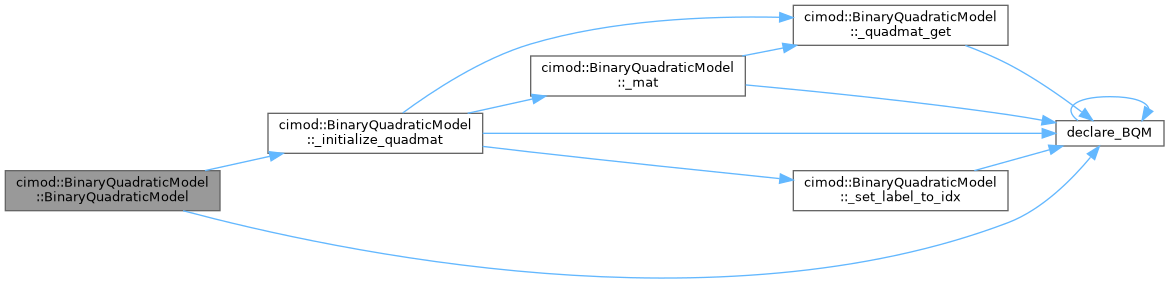 cimod::BinaryQuadraticModel
::_quadmat_get
cimod::BinaryQuadraticModel
::_mat
cimod::BinaryQuadraticModel
::_initialize_quadmat
declare_BQM
cimod::BinaryQuadraticModel
::BinaryQuadraticModel
cimod::BinaryQuadraticModel
::_set_label_to_idx